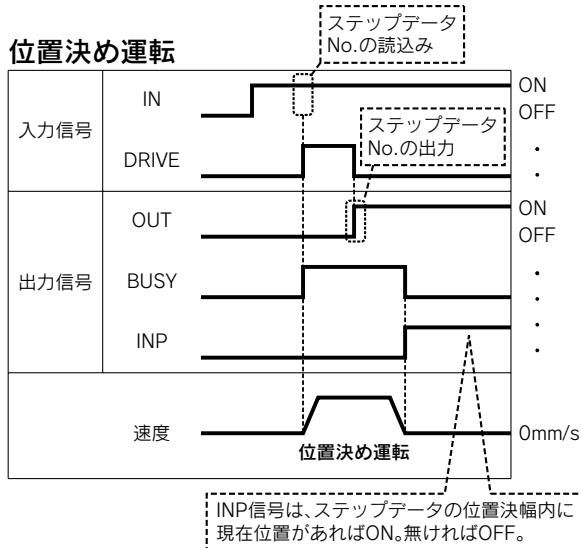 ステップデータ
No.の読込み
位置決め運転
入力信号
IN
ON
OFF
ステップデータ
No.の出力
DRIVE
出力信号
OUT
ON
OFF
BUSY
INP
速度
0mm/s
位置決め運転
INP信号は、ステップデータの位置決幅内に
現在位置があればON。無ければOFF。